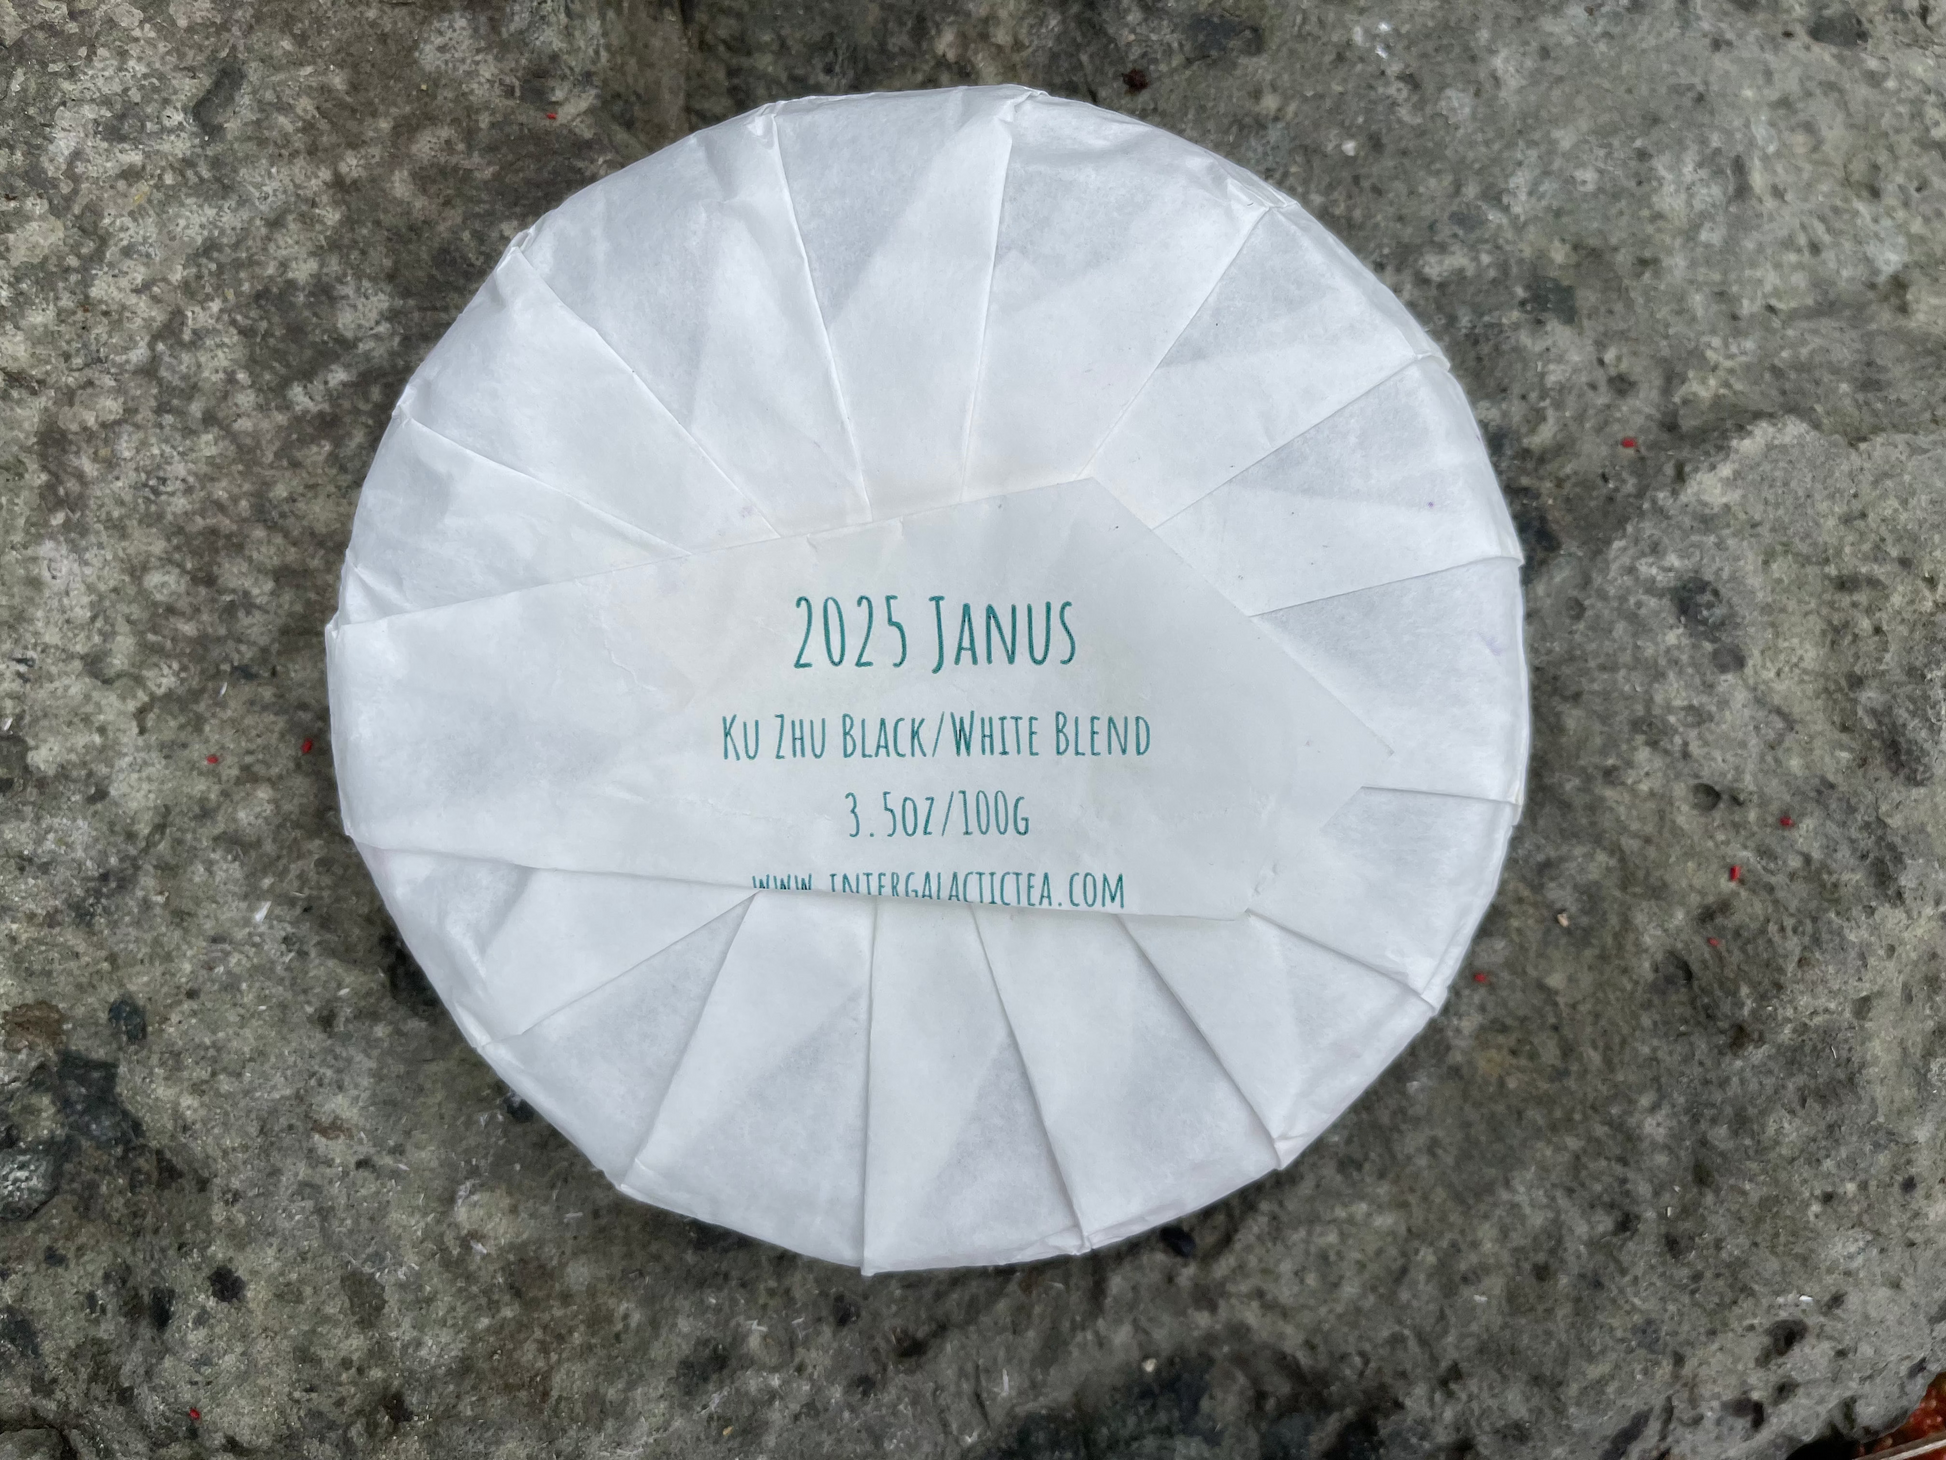 2025 Janus
Ku Zhu Black/White Blend
3.5oz/100g
www.intergalactictea.com